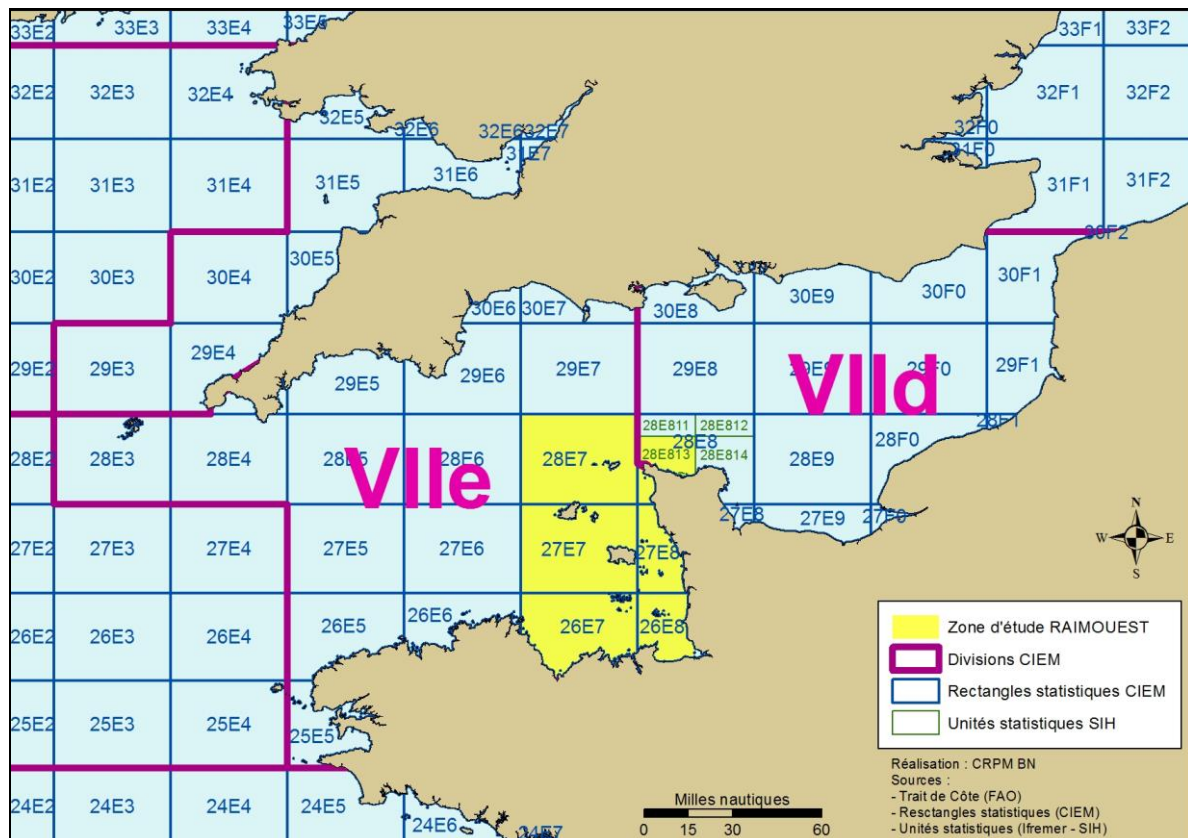 33E2 33E3 33E4 33E5 33F1 33F2
32E2 32E3 32E4 32E5 32E6 32E6 32E7 32F0 32F1 32F2
31E2 31E3 31E4 31E5 31E6 31E7 31F0 31F1 31F2
30E2 30E3 30E4 30E5 30E6 30E7 30E8 30E9 30F0 30F1 30F2
29E2 29E3 29E4 29E5 29E6 29E7 29E8 29E9 29F0 29F1
VIId
28E811 28E812
28E2 28E3 28E4 28E5 28E6 28E7 28E8 28E9 28F0 28F1
28E813 28E814
VIIe
27E2 27E3 27E4 27E5 27E6 27E7 27E8 27E8 27E9 27F0
26E2 26E3 26E4 26E5 26E6 26E7 26E8
25E2 25E3 25E4 25E5
24E2 24E3 24E4 24E5 24E6 24E7
N
W E
S
Zone d'étude RAIMOUEST
Divisions CIEM
Rectangles statistiques CIEM
Unités statistiques SIH
Milles nautiques
0 15 30 60
Réalisation : CRPM BN
Sources :
- Trait de Côte (FAO)
- Resctangles statistiques (CIEM)
- Unités statistiques (Ifremer - SIH)